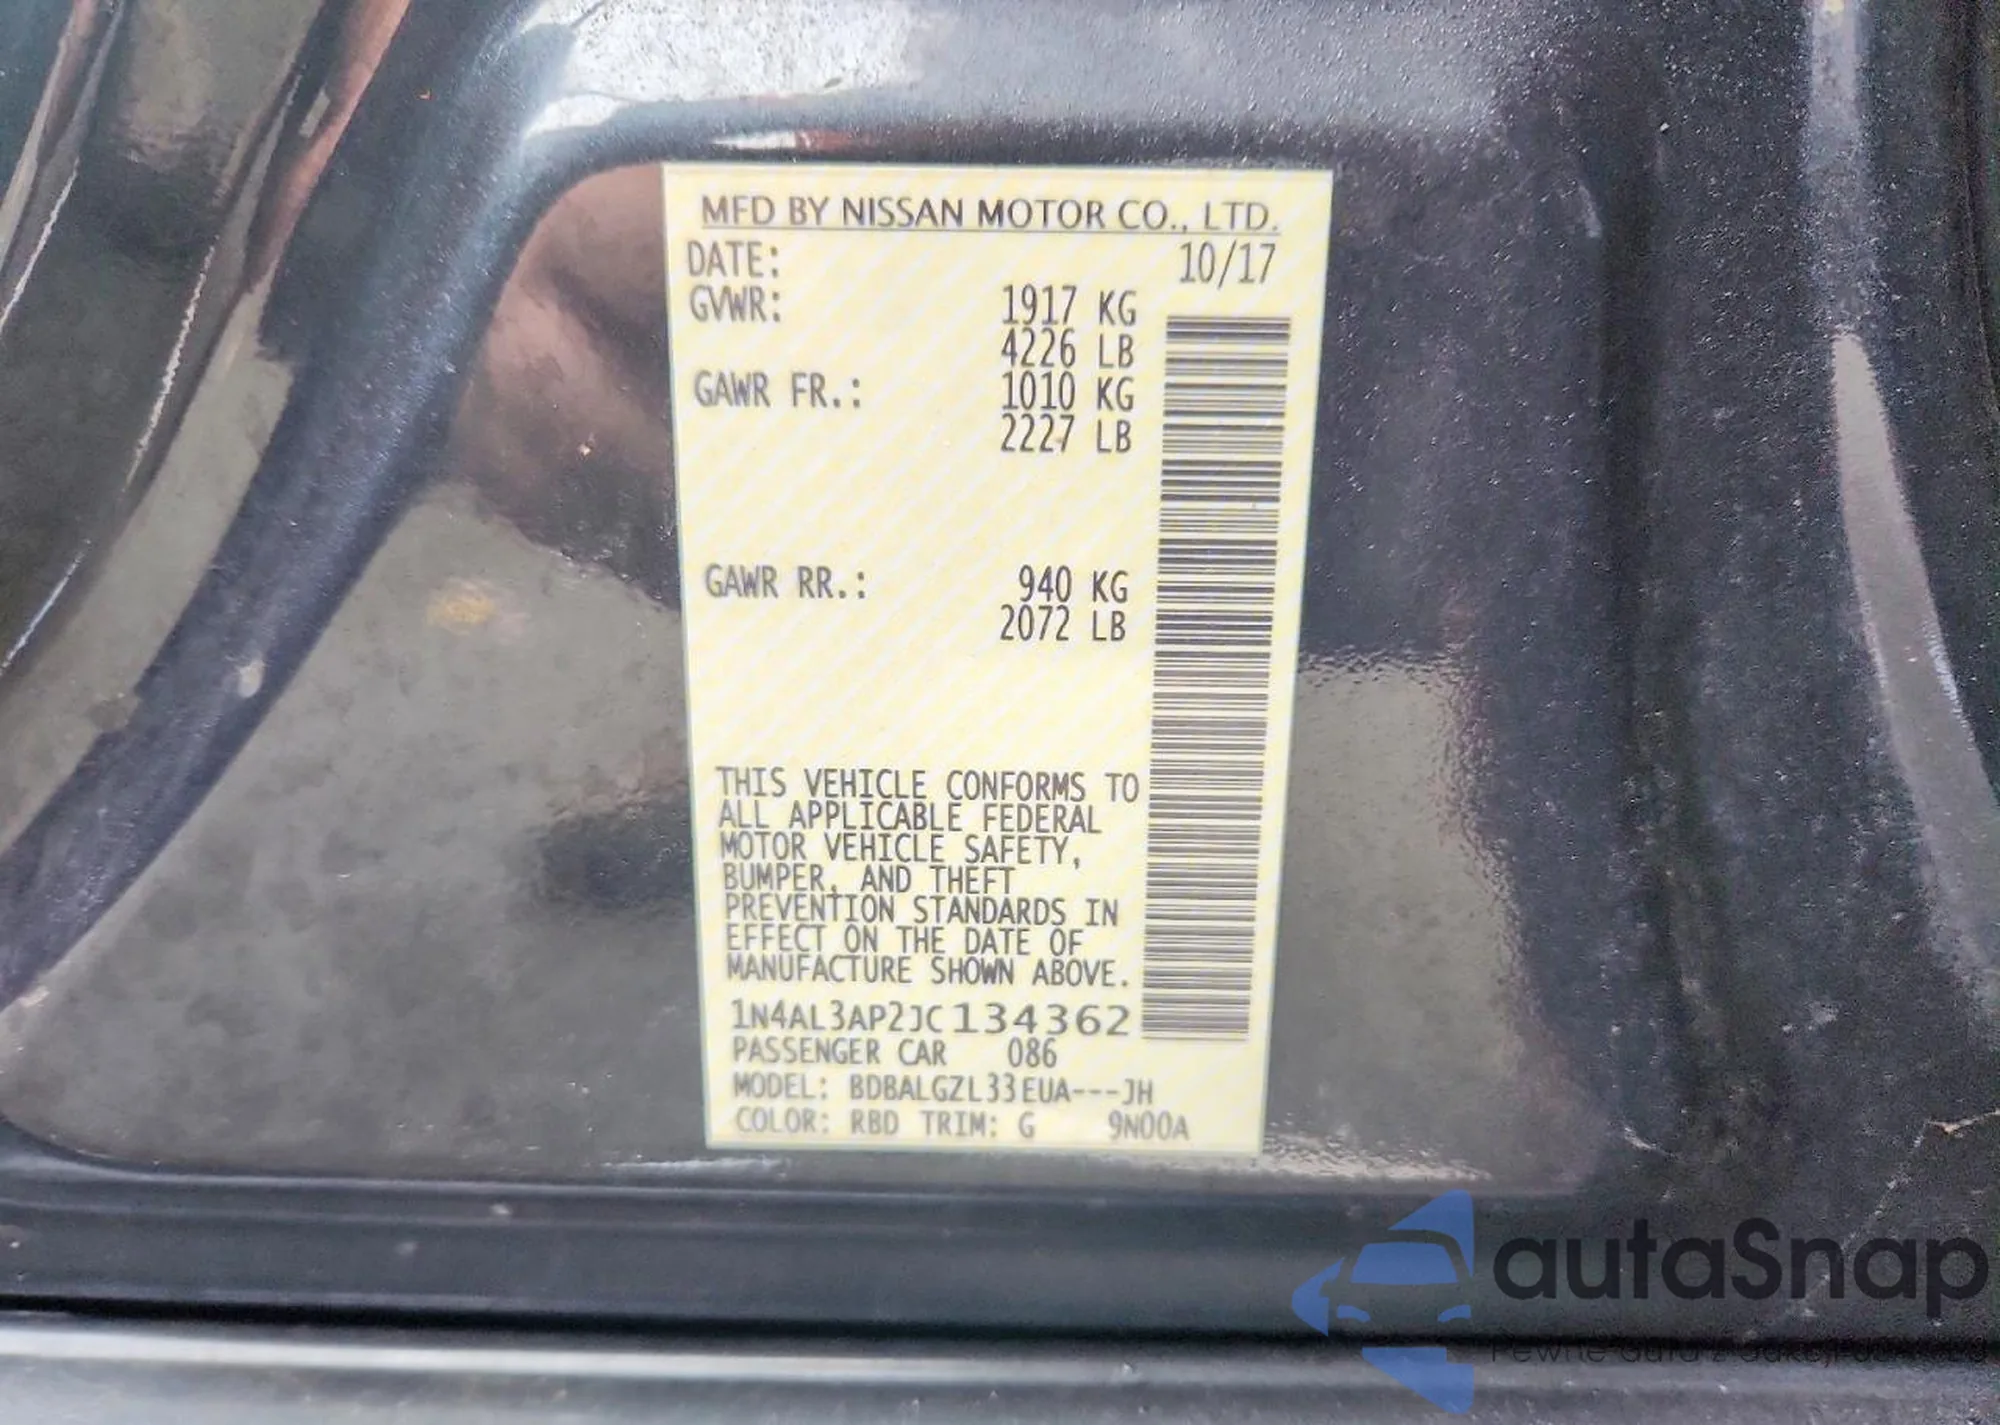 MFD BY NISSAN MOTOR CO., LTD.
DATE: 10/17
GVWR: 1917 KG
4226 LB
GAWR FR.: 1010 KG
2227 LB
GAWR RR.: 940 KG
2072 LB
THIS VEHICLE CONFORMS TO
ALL APPLICABLE FEDERAL
MOTOR VEHICLE SAFETY,
BUMPER, AND THEFT
PREVENTION STANDARDS IN
EFFECT ON THE DATE OF
MANUFACTURE SHOWN ABOVE.
1N4AL3AP2JC134362
PASSENGER CAR 086
MODEL: BDBALGZL33EUA---JH
COLOR: RBD TRIM: G 9N00A
autaSnap
Pewne auta z